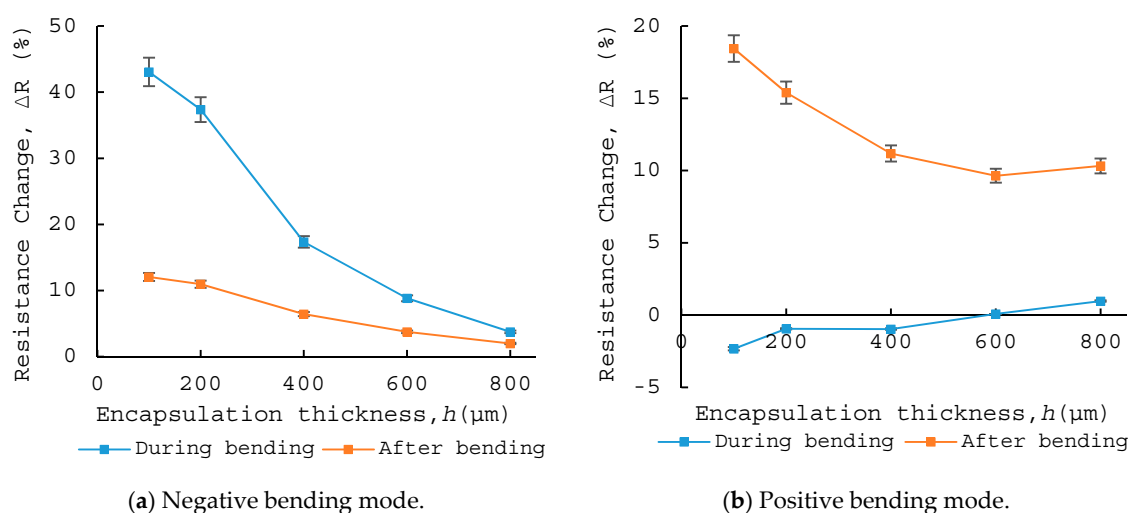 Resistance Change, △R (%)
50
40
30
20
10
0
0 200 400 600 800
Encapsulation thickness,h(μm)
During bending After bending
(a) Negative bending mode.
Resistance Change, △R (%)
20
15
10
5
0
-5
0 200 400 600 800
Encapsulation thickness,h(μm)
During bending After bending
(b) Positive bending mode.